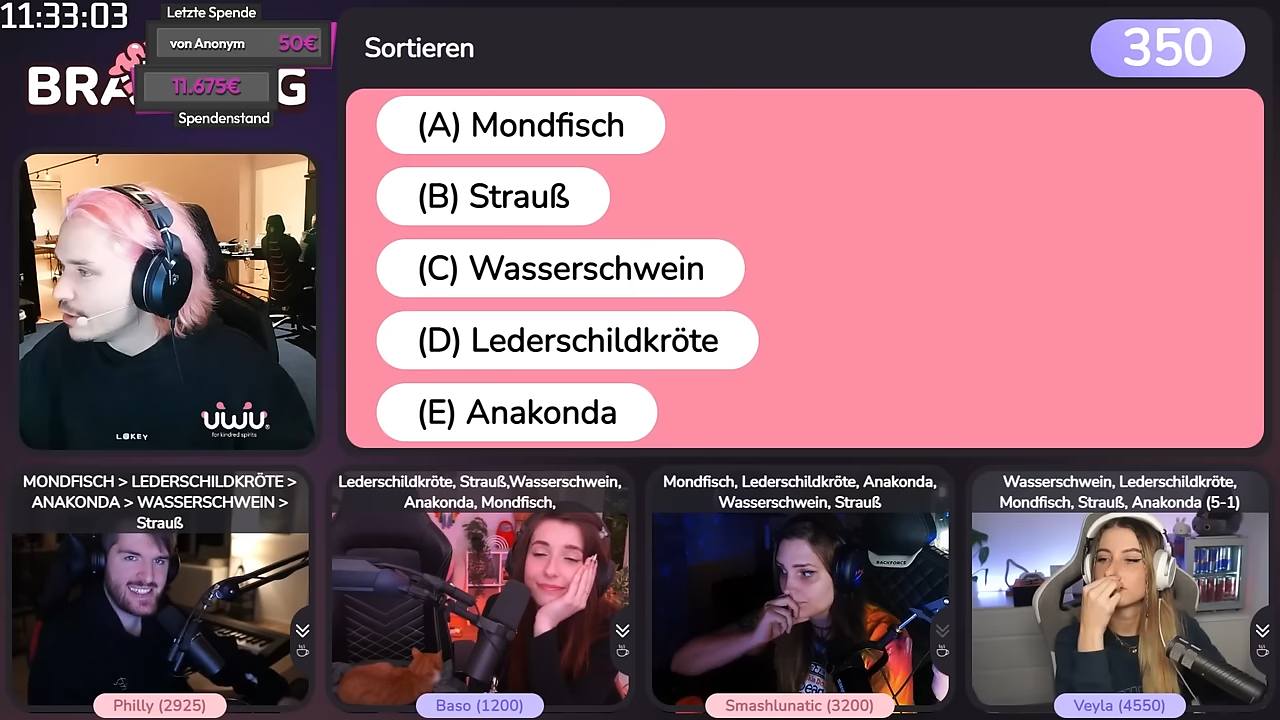 11:33:03
Letzte Spende
von Anonym 50€
BRA G
11.675€
Spendenstand
Sortieren
350
(A) Mondfisch
(B) Strauß
(C) Wasserschwein
(D) Lederschildkröte
(E) Anakonda
UWU
for kindred spirits
LOKEY
MONDFISCH > LEDERSCHILDKRÖTE >
ANAKONDA > WASSERSCHWEIN >
Strauß
Philly (2925)
Lederschildkröte, Strauß,Wasserschwein,
Anakonda, Mondfisch,
Baso (1200)
Mondfisch, Lederschildkröte, Anakonda,
Wasserschwein, Strauß
BACKFORCE
Smashlunatic (3200)
Wasserschwein, Lederschildkröte,
Mondfisch, Strauß, Anakonda (5-1)
Veyla (4550)